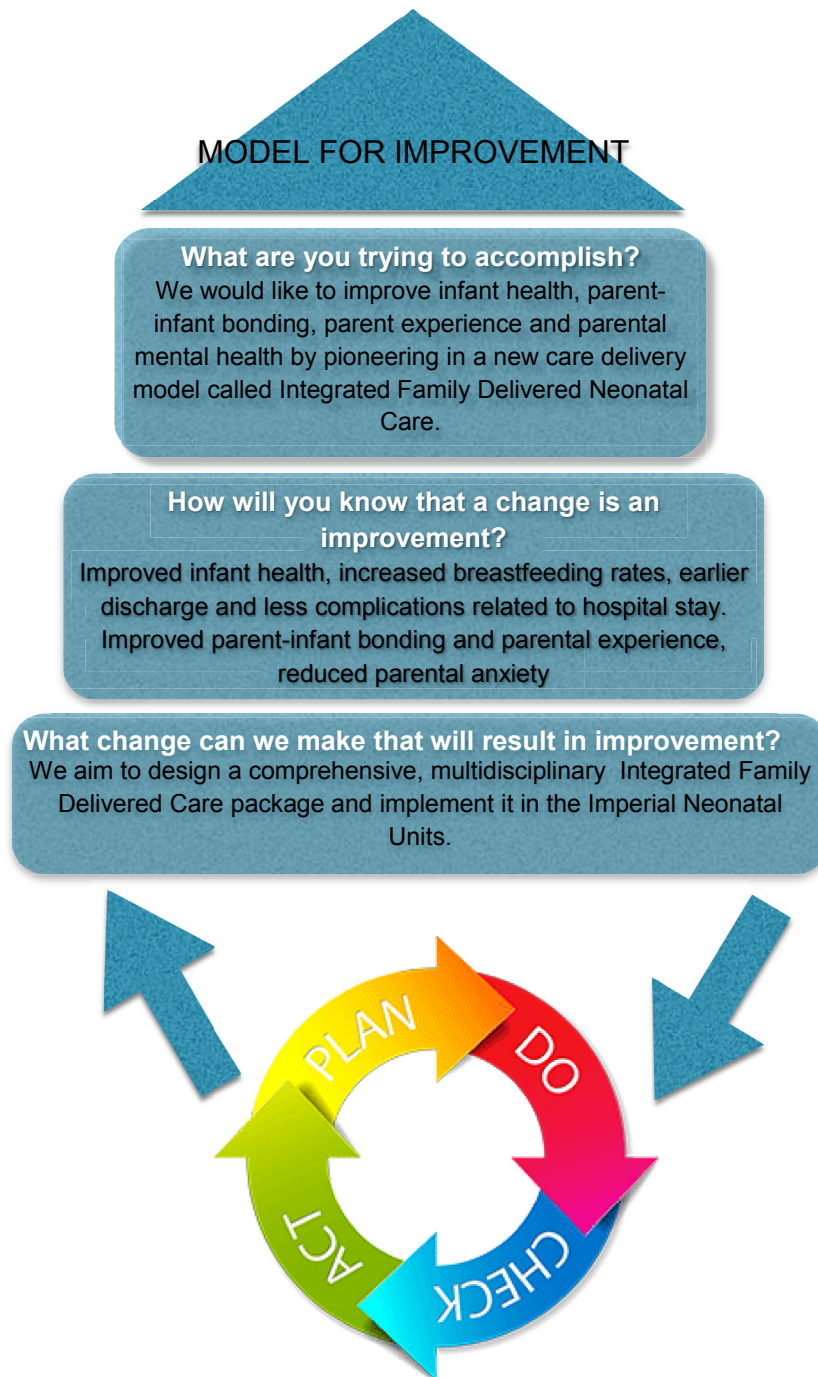 MODEL FOR IMPROVEMENT
What are you trying to accomplish?
We would like to improve infant health, parent-
infant bonding, parent experience and parental
mental health by pioneering in a new care delivery
model called Integrated Family Delivered Neonatal
Care.
How will you know that a change is an
improvement?
Improved infant health, increased breastfeeding rates, earlier
discharge and less complications related to hospital stay.
Improved parent-infant bonding and parental experience,
reduced parental anxiety
What change can we make that will result in improvement?
We aim to design a comprehensive, multidisciplinary Integrated Family
Delivered Care package and implement it in the Imperial Neonatal
Units.
PLAN
DO
CHECK
ACT